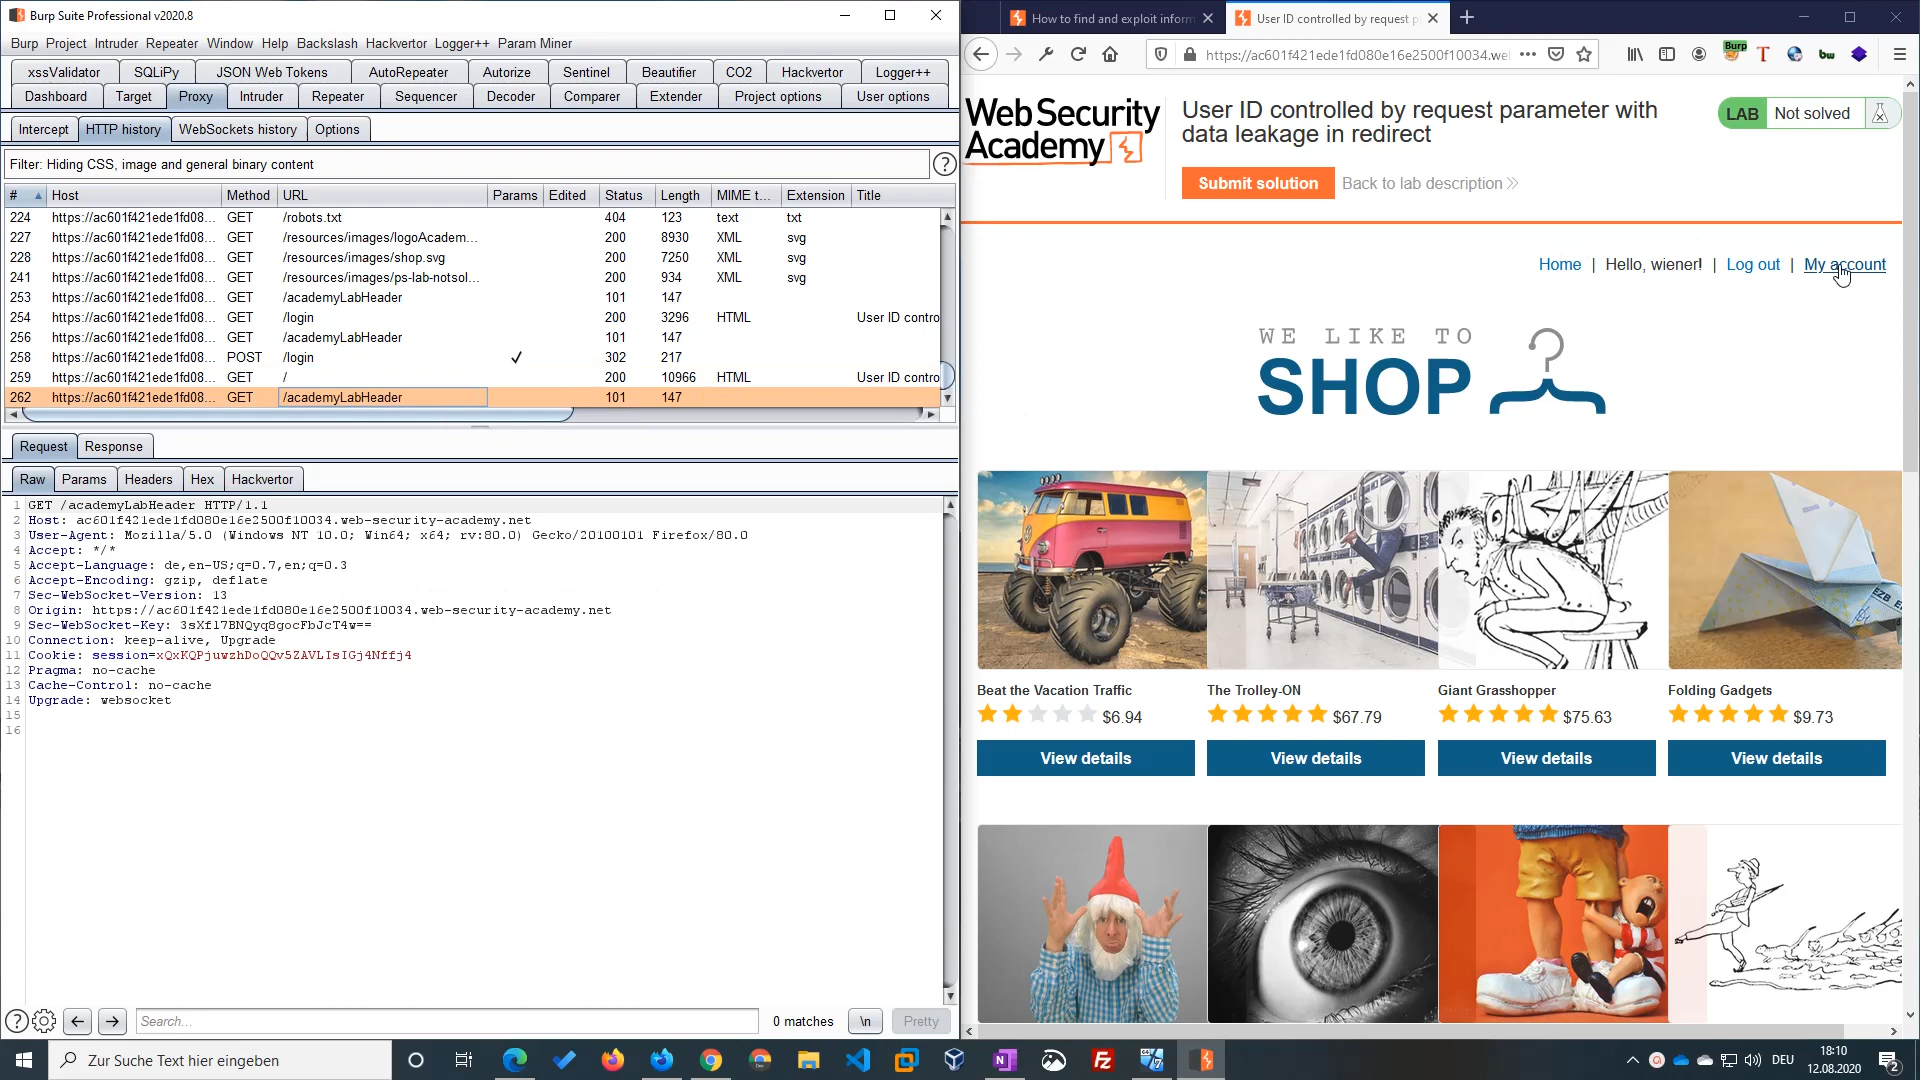 Burp Suite Professional v2020.8
Burp Project Intruder Repeater Window Help Backslash Hackvertor Logger++ Param Miner
xssValidator SQLiPy JSON Web Tokens AutoRepeater Autorize Sentinel Beautifier CO2 Hackvertor Logger++
Dashboard Target Proxy Intruder Repeater Sequencer Decoder Comparer Extender Project options User options
Intercept HTTP history WebSockets history Options
Filter: Hiding CSS, image and general binary content
# Host Method URL Params Edited Status Length MIME t... Extension Title
224 https://ac601f421ede1fd08... GET /robots.txt 404 123 text txt
227 https://ac601f421ede1fd08... GET /resources/images/logoAcadem... 200 8930 XML svg
228 https://ac601f421ede1fd08... GET /resources/images/shop.svg 200 7250 XML svg
241 https://ac601f421ede1fd08... GET /resources/images/ps-lab-notsol... 200 934 XML svg
253 https://ac601f421ede1fd08... GET /academyLabHeader 101 147
254 https://ac601f421ede1fd08... GET /login 200 3296 HTML User ID contro
256 https://ac601f421ede1fd08... GET /academyLabHeader 101 147
258 https://ac601f421ede1fd08... POST /login ✓ 302 217
259 https://ac601f421ede1fd08... GET / 200 10966 HTML User ID contro
262 https://ac601f421ede1fd08... GET /academyLabHeader 101 147
Request Response
Raw Params Headers Hex Hackvertor
1 GET /academyLabHeader HTTP/1.1
2 Host: ac601f421ede1fd080e16e2500f10034.web-security-academy.net
3 User-Agent: Mozilla/5.0 (Windows NT 10.0; Win64; x64; rv:80.0) Gecko/20100101 Firefox/80.0
4 Accept: */*
5 Accept-Language: de,en-US;q=0.7,en;q=0.3
6 Accept-Encoding: gzip, deflate
7 Sec-WebSocket-Version: 13
8 Origin: https://ac601f421ede1fd080e16e2500f10034.web-security-academy.net
9 Sec-WebSocket-Key: 3sXfl7BNQyq8gocFbJcT4w==
10 Connection: keep-alive, Upgrade
11 Cookie: session=xQxKQPjuwzhDoQQv5ZAVLIsIGj4Nffj4
12 Pragma: no-cache
13 Cache-Control: no-cache
14 Upgrade: websocket
15
16
Search... 0 matches \n Pretty
How to find and exploit inform User ID controlled by request p
https://ac601f421ede1fd080e16e2500f10034.we
Burp
bw
Web Security
Academy
User ID controlled by request parameter with
data leakage in redirect
LAB Not solved
Submit solution Back to lab description
Home | Hello, wiener! | Log out | My account
WE LIKE TO
SHOP
Beat the Vacation Traffic
$6.94
View details
The Trolley-ON
$67.79
View details
Giant Grasshopper
$75.63
View details
Folding Gadgets
$9.73
View details
Zur Suche Text hier eingeben
DEU 18:10
12.08.2020
2